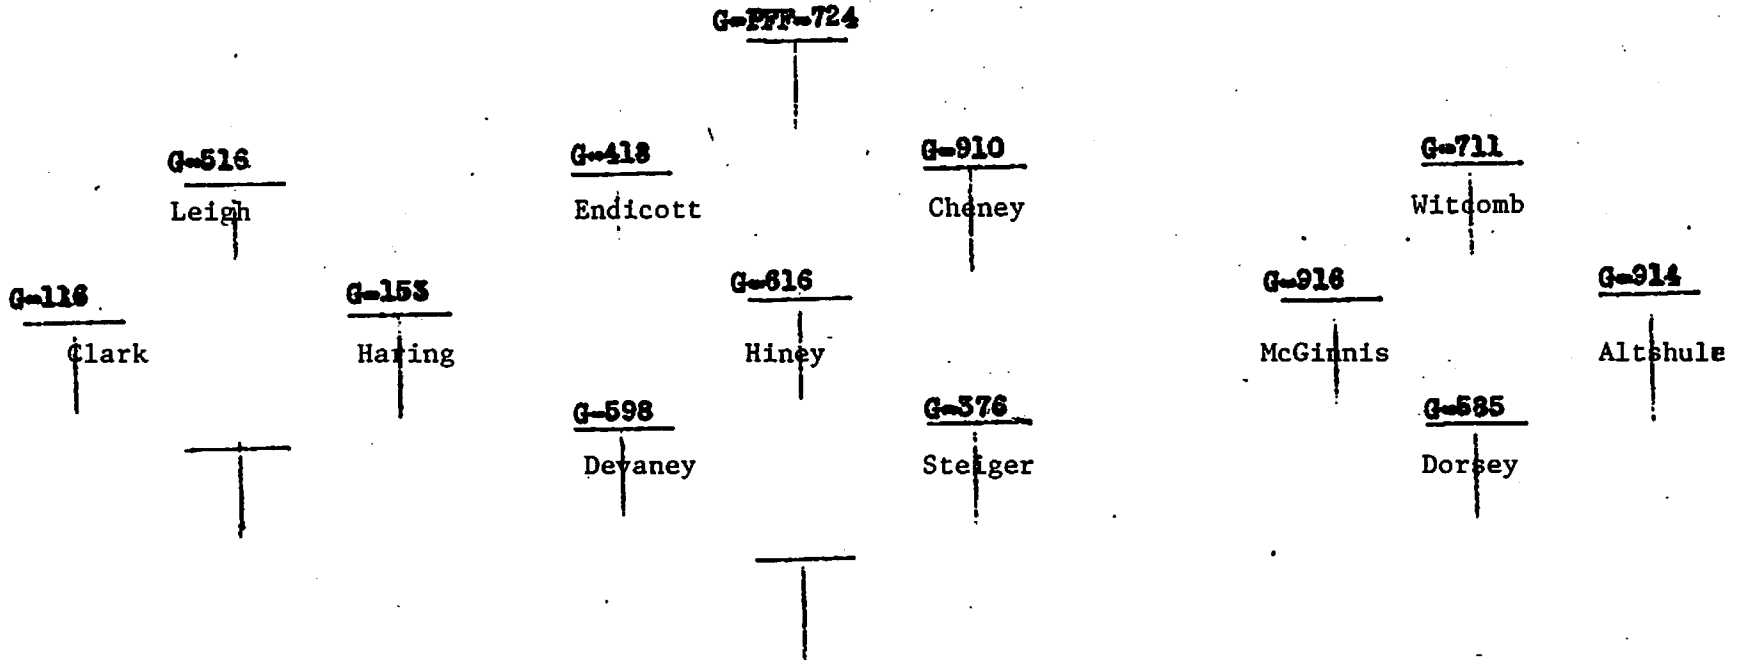 G-FFF-724
G-516 G-418 G-910 G-711
Leigh Endicott Cheney Witcomb
G-116 G-153 G-616 G-916 G-914
Clark Haring Hiney McGinnis Altshule
G-598 G-376 G-585
Devaney Steiger Dorsey